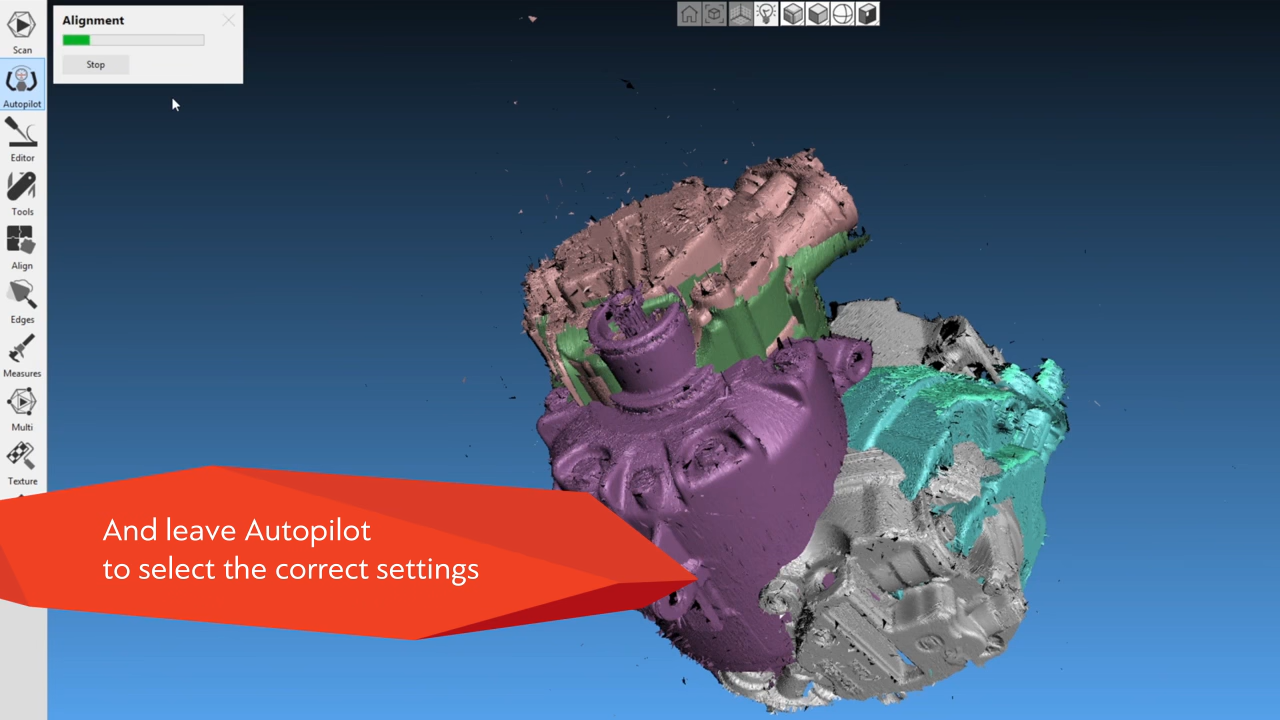 Alignment
Stop
Scan
Autopilot
Editor
Tools
Align
Edges
Measures
Multi
Texture
And leave Autopilot
to select the correct settings